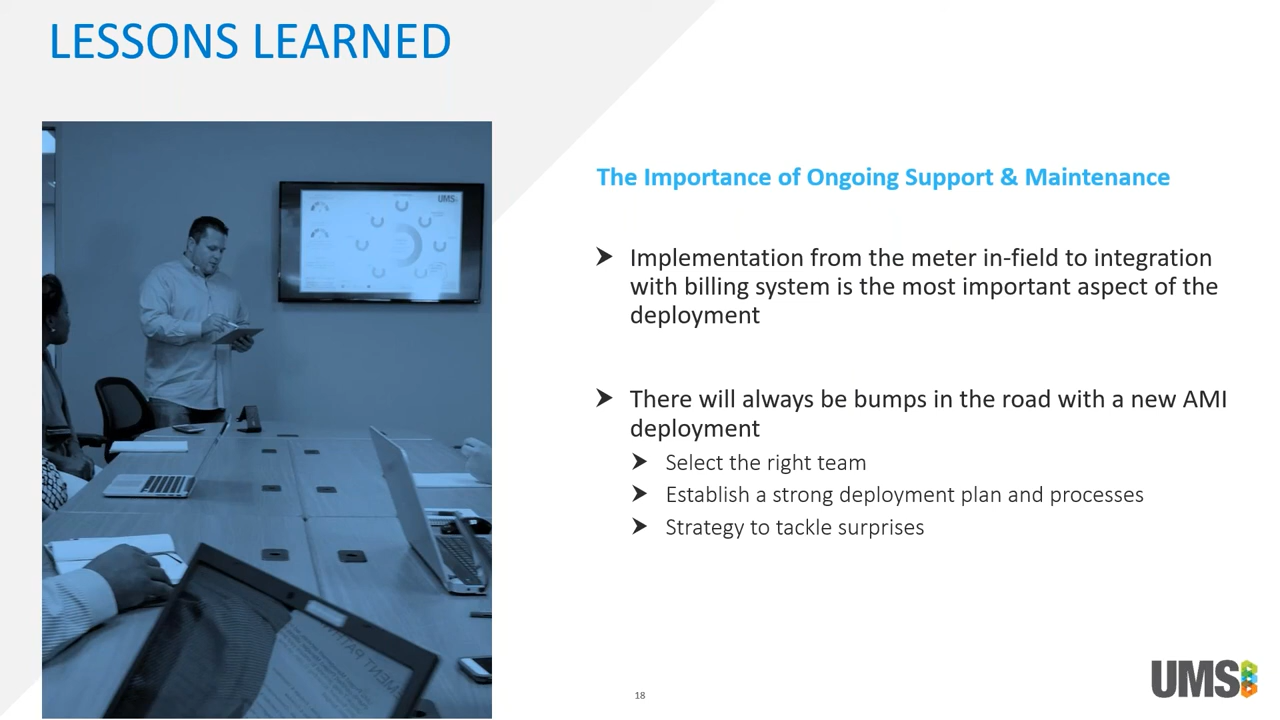 LESSONS LEARNED
UMS
The Importance of Ongoing Support & Maintenance
Implementation from the meter in-field to integration
with billing system is the most important aspect of the
deployment
There will always be bumps in the road with a new AMI
deployment
Select the right team
Establish a strong deployment plan and processes
Strategy to tackle surprises
18
UMS